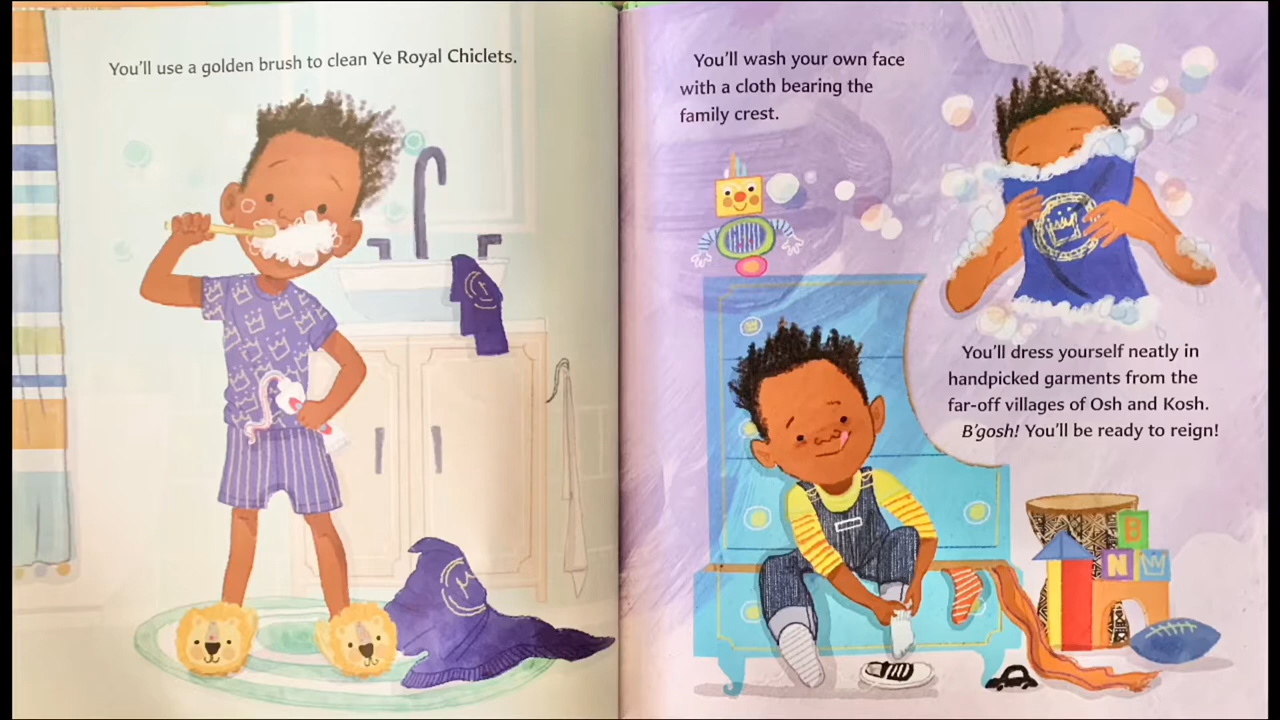 You'll use a golden brush to clean Ye Royal Chiclets.
You'll wash your own face
with a cloth bearing the
family crest.
You'll dress yourself neatly in
handpicked garments from the
far-off villages of Osh and Kosh.
B'gosh! You'll be ready to reign!
B
N